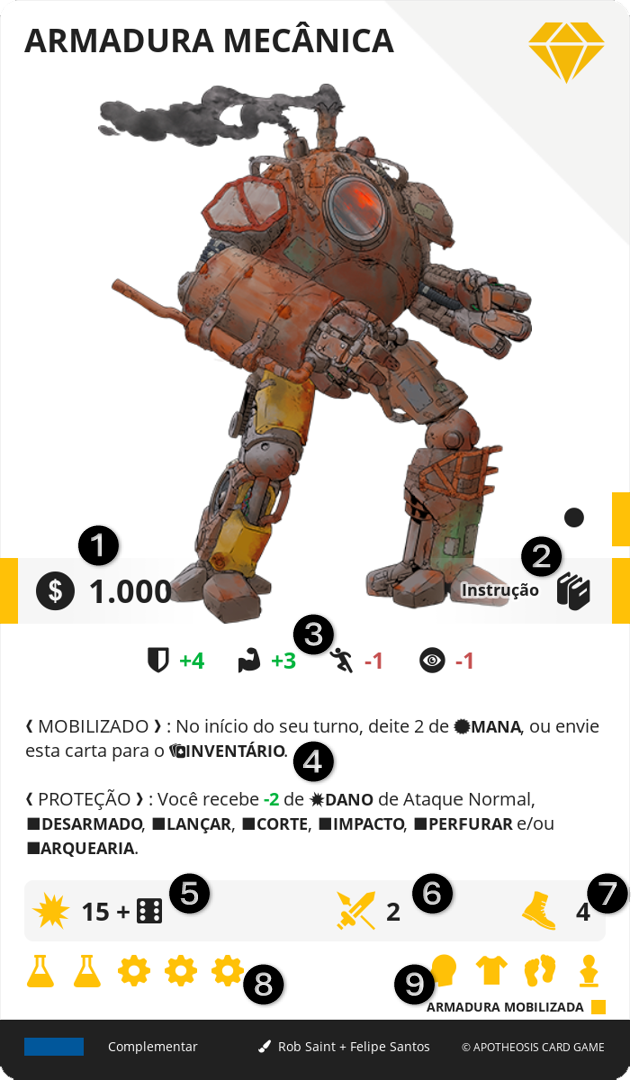 ARMADURA MECÂNICA
1
$ 1.000
2
Instrução
3
+4 +3 -1 -1
❰ MOBILIZADO ❱ : No início do seu turno, deite 2 de MANA, ou envie
esta carta para o INVENTÁRIO.
4
❰ PROTEÇÃO ❱ : Você recebe -2 de DANO de Ataque Normal,
DESARMADO, LANÇAR, CORTE, IMPACTO, PERFURAR e/ou
ARQUEARIA.
15 + 5 2 6 4 7
8 9
ARMADURA MOBILIZADA
Complementar Rob Saint + Felipe Santos © APOTHEOSIS CARD GAME